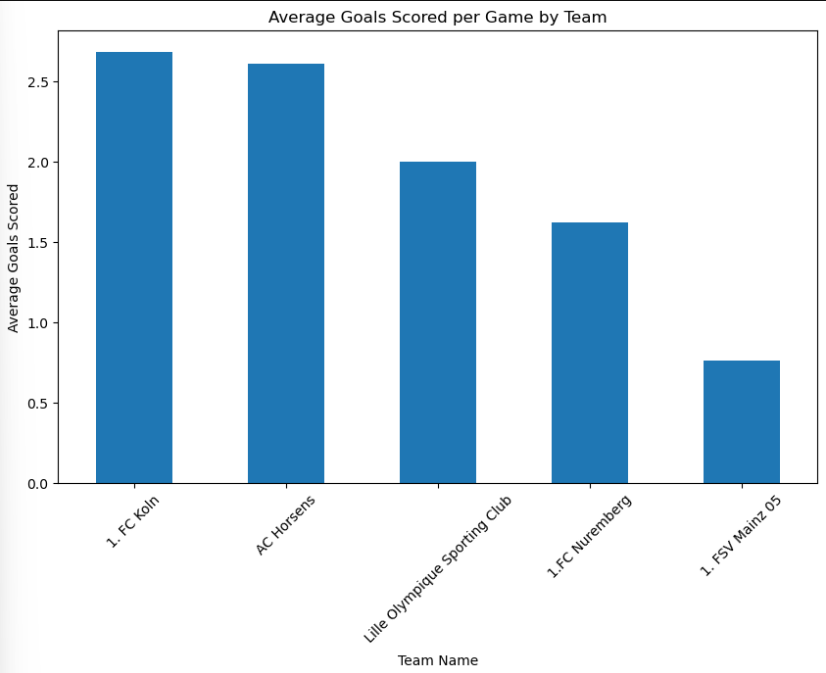 Average Goals Scored per Game by Team
Average Goals Scored
2.5
2.0
1.5
1.0
0.5
0.0
1. FC Koln
AC Horsens
Lille Olympique Sporting Club
1.FC Nuremberg
1. FSV Mainz 05
Team Name